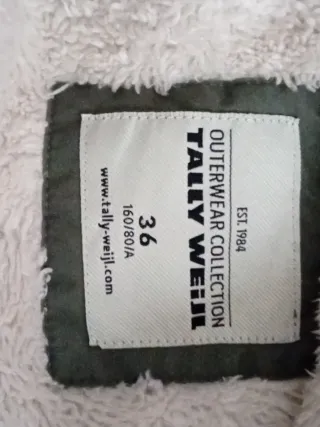 EST. 1984
OUTERWEAR COLLECTION
TALLY WEiJL
36
160/80/A
www.tally-weijl.com